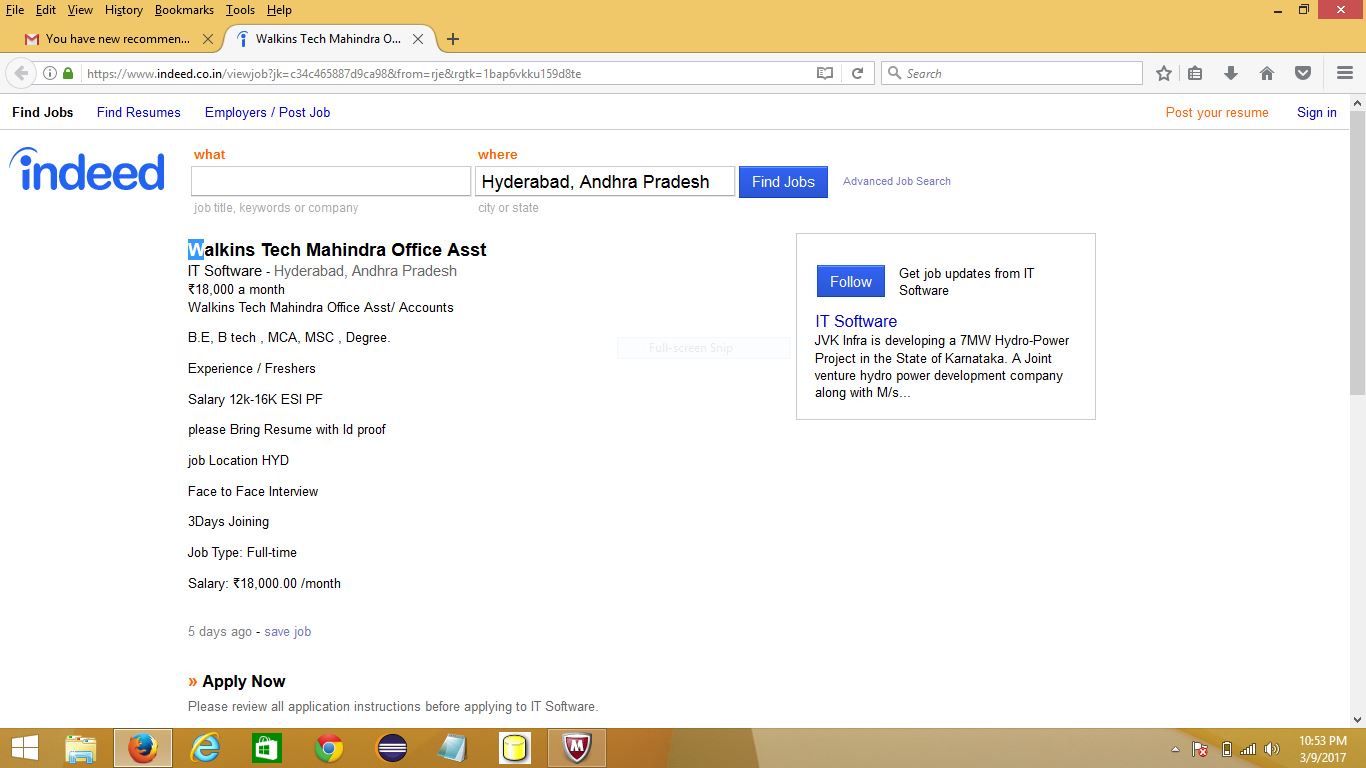 File Edit View History Bookmarks Tools Help
You have new recommen... Walkins Tech Mahindra O...
https://www.indeed.co.in/viewjob?jk=c34c465887d9ca98&from=rje&rgtk=1bap6vkku159d8te Search
Find Jobs Find Resumes Employers / Post Job Post your resume Sign in
indeed
what where
Hyderabad, Andhra Pradesh Find Jobs Advanced Job Search
job title, keywords or company city or state
Walkins Tech Mahindra Office Asst
IT Software - Hyderabad, Andhra Pradesh
₹18,000 a month
Walkins Tech Mahindra Office Asst/ Accounts
B.E, B tech , MCA, MSC , Degree.
Experience / Freshers
Salary 12k-16K ESI PF
please Bring Resume with Id proof
job Location HYD
Face to Face Interview
3Days Joining
Job Type: Full-time
Salary: ₹18,000.00 /month
5 days ago - save job
» Apply Now
Please review all application instructions before applying to IT Software.
Full-screen Snip
Follow Get job updates from IT
Software
IT Software
JVK Infra is developing a 7MW Hydro-Power
Project in the State of Karnataka. A Joint
venture hydro power development company
along with M/s...
10:53 PM
3/9/2017